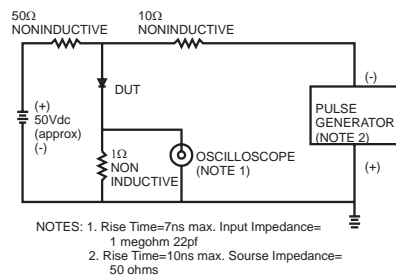 50Ω
NONINDUCTIVE
10Ω
NONINDUCTIVE
(+)
50Vdc
(approx)
(-)
DUT
1Ω
NON
INDUCTIVE
OSCILLOSCOPE
(NOTE 1)
(-)
PULSE
GENERATOR
(NOTE 2)
(+)
NOTES: 1. Rise Time=7ns max. Input Impedance=
1 megohm 22pf
2. Rise Time=10ns max. Sourse Impedance=
50 ohms